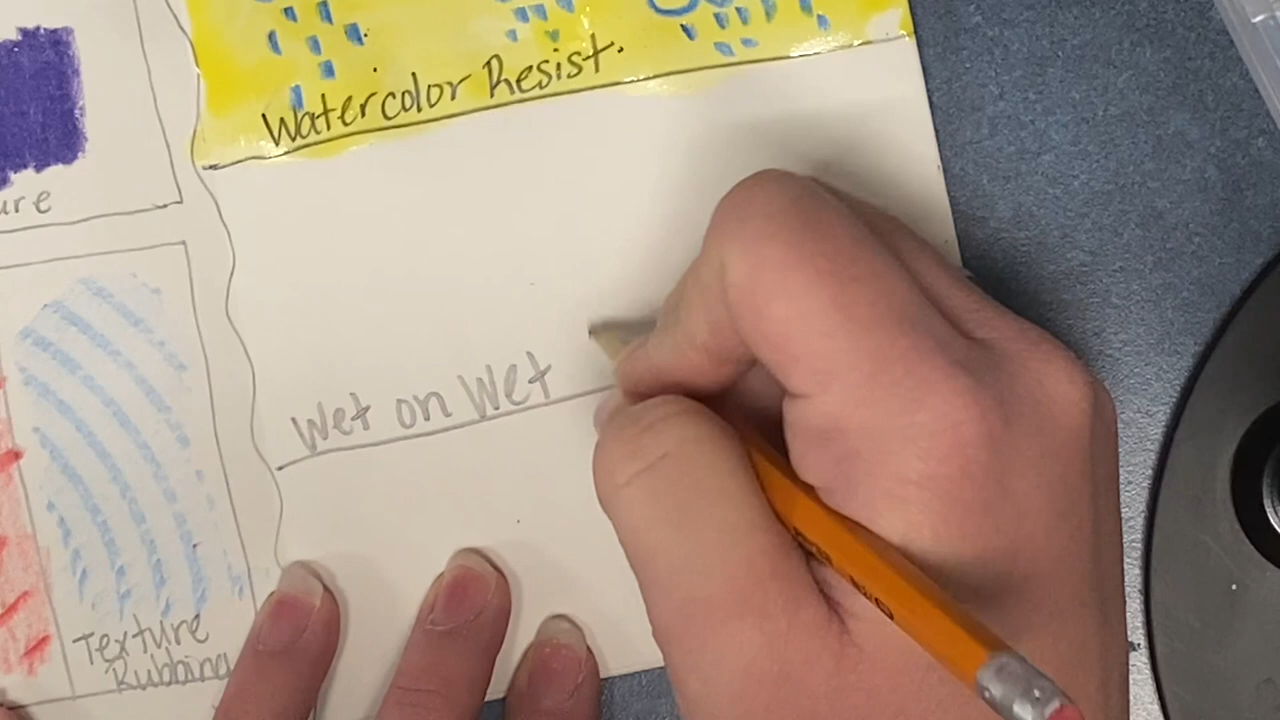 Watercolor Resist.
ure
Wet on Wet
Texture
Rubbing